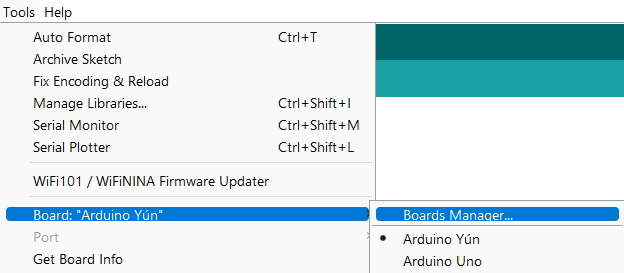 Tools Help
Auto Format Ctrl+T
Archive Sketch
Fix Encoding & Reload
Manage Libraries... Ctrl+Shift+I
Serial Monitor Ctrl+Shift+M
Serial Plotter Ctrl+Shift+L
WiFi101 / WiFiNINA Firmware Updater
Board: "Arduino Yún"
Boards Manager...
Port
Arduino Yún
Get Board Info
Arduino Uno